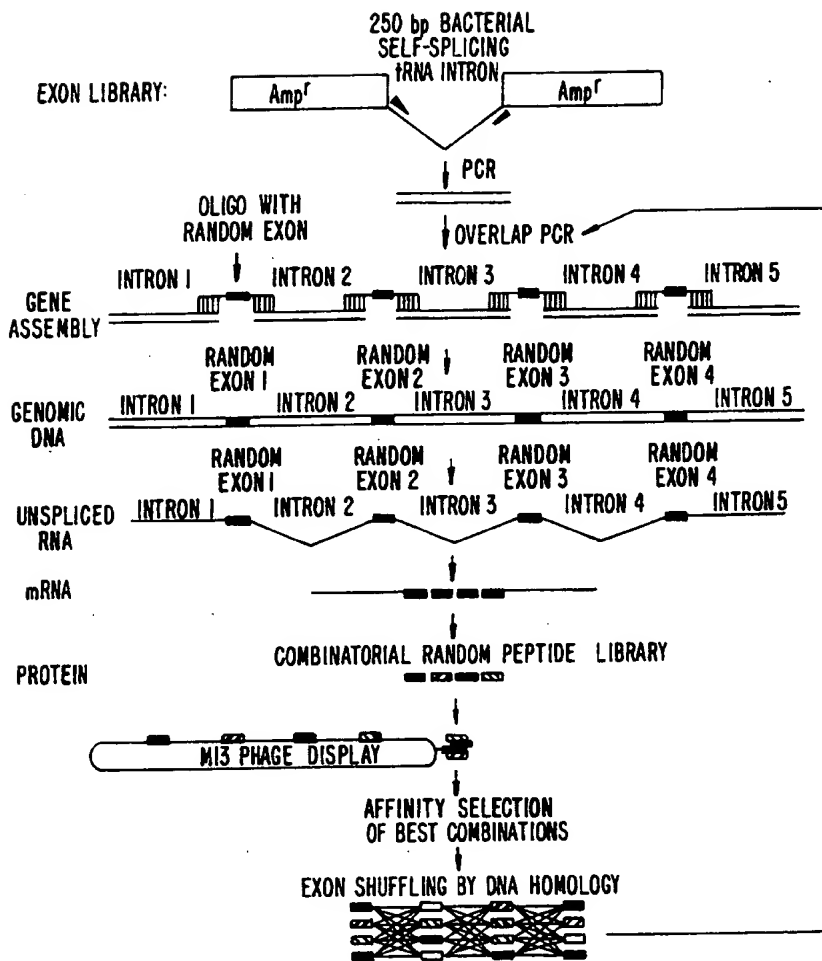 250 bp BACTERIAL
SELF-SPLICING
tRNA INTRON
EXON LIBRARY:
Ampr
Ampr
PCR
OLIGO WITH
RANDOM EXON
OVERLAP PCR
INTRON 1
INTRON 2
INTRON 3
INTRON 4
INTRON 5
GENE
ASSEMBLY
RANDOM
EXON 1
RANDOM
EXON 2
RANDOM
EXON 3
RANDOM
EXON 4
GENOMIC
DNA
INTRON 1
INTRON 2
INTRON 3
INTRON 4
INTRON 5
RANDOM
EXON 1
RANDOM
EXON 2
RANDOM
EXON 3
RANDOM
EXON 4
UNSPLICED
RNA
INTRON 1
INTRON 2
INTRON 3
INTRON 4
INTRON 5
mRNA
PROTEIN
COMBINATORIAL RANDOM PEPTIDE LIBRARY
M13 PHAGE DISPLAY
AFFINITY SELECTION
OF BEST COMBINATIONS
EXON SHUFFLING BY DNA HOMOLOGY